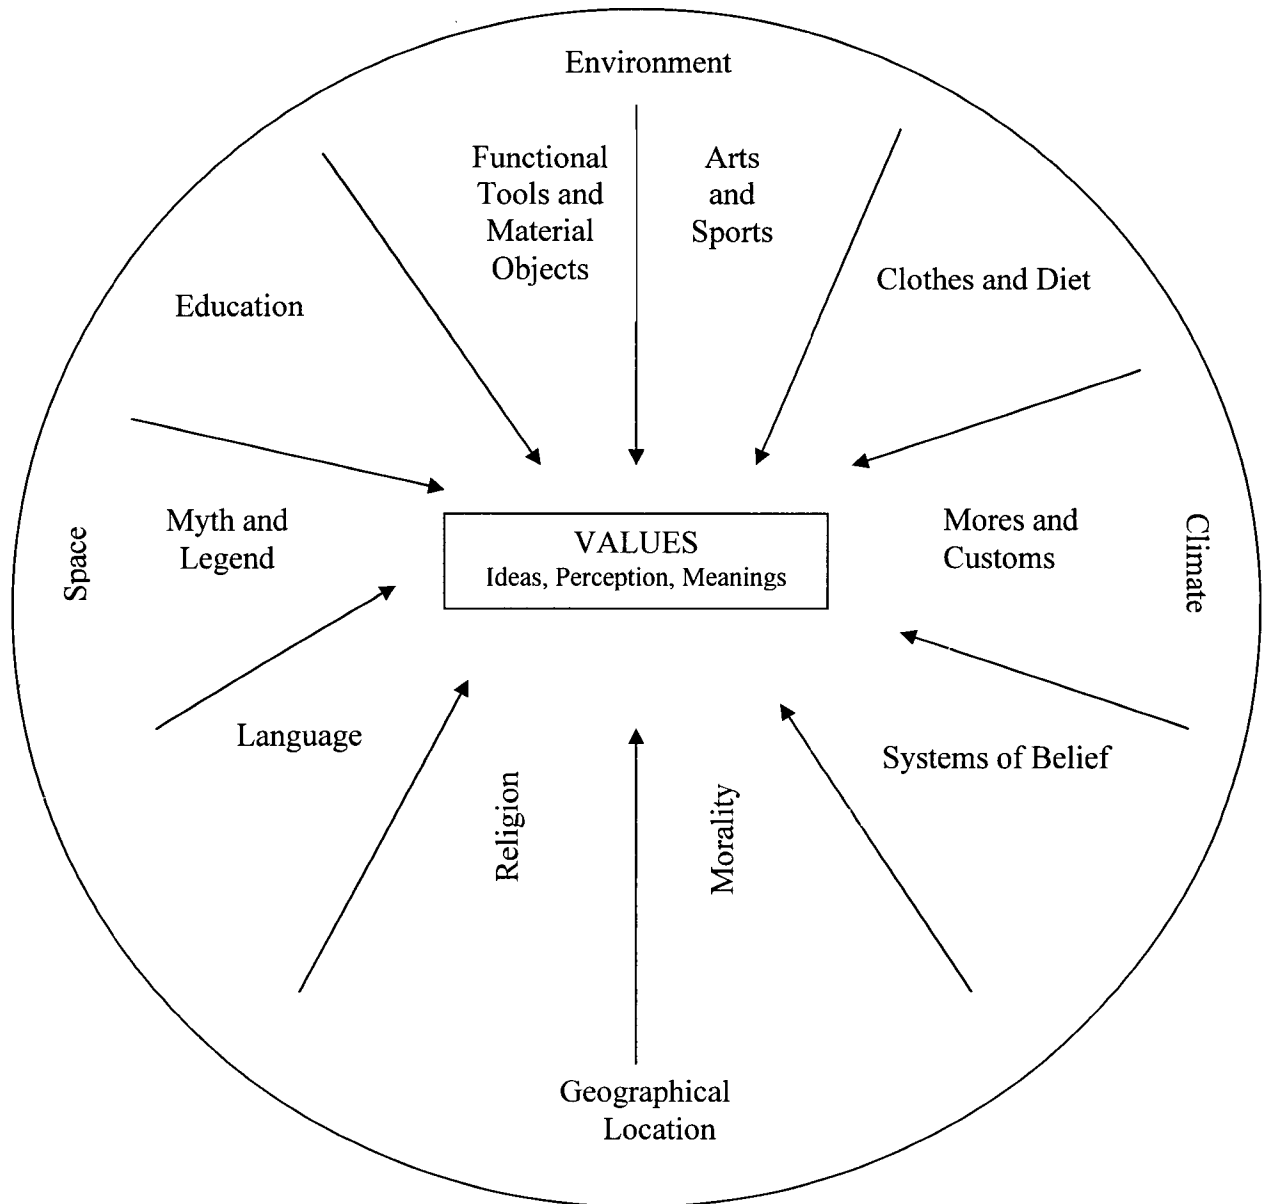 Environment
Functional
Tools and
Material
Objects
Arts
and
Sports
Clothes and Diet
Education
Space
Myth and
Legend
VALUES
Ideas, Perception, Meanings
Mores and
Customs
Climate
Language
Systems of Belief
Religion
Morality
Geographical
Location